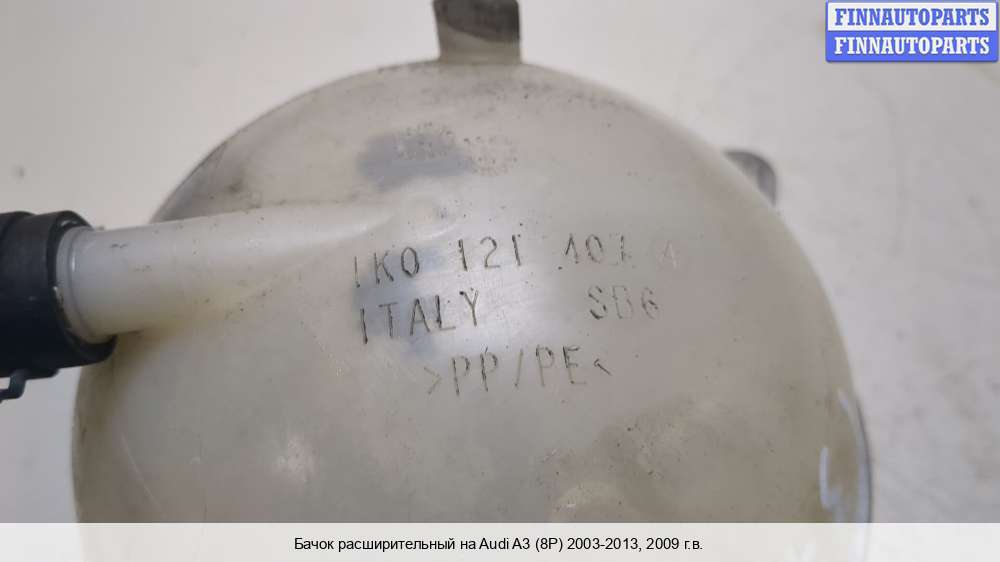 FINNAUTOPARTS
FINNAUTOPARTS
1K0 121 407 A
ITALY SB6
>PP/PE<
Бачок расширительный на Audi A3 (8P) 2003-2013, 2009 г.в.